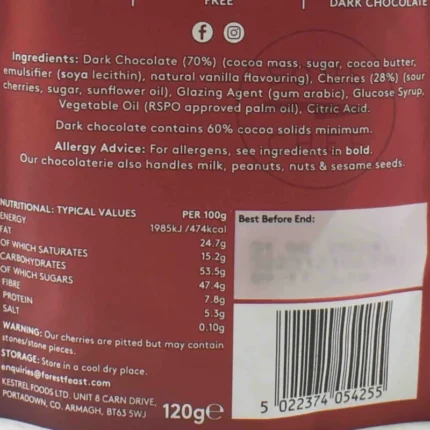 FREE
DARK CHOCOLATE
Ingredients: Dark Chocolate (70%) (cocoa mass, sugar, cocoa butter,
emulsifier (soya lecithin), natural vanilla flavouring), Cherries (28%) (sour
cherries, sugar, sunflower oil), Glazing Agent (gum arabic), Glucose Syrup,
Vegetable Oil (RSPO approved palm oil), Citric Acid.
Dark chocolate contains 60% cocoa solids minimum.
Allergy Advice: For allergens, see ingredients in bold.
Our chocolaterie also handles milk, peanuts, nuts & sesame seeds.
NUTRITIONAL: TYPICAL VALUES PER 100g
ENERGY 1985kJ /474kcal
FAT 24.7g
OF WHICH SATURATES 15.2g
CARBOHYDRATES 53.5g
OF WHICH SUGARS 47.4g
FIBRE 7.8g
PROTEIN 5.3g
SALT 0.10g
WARNING: Our cherries are pitted but may contain
stones/stone pieces.
STORAGE: Store in a cool dry place.
enquiries@forestfeast.com
KESTREL FOODS LTD. UNIT 8 CARN DRIVE,
PORTADOWN, CO. ARMAGH, BT63 5WJ
120g℮
Best Before End:
5 022374 054255